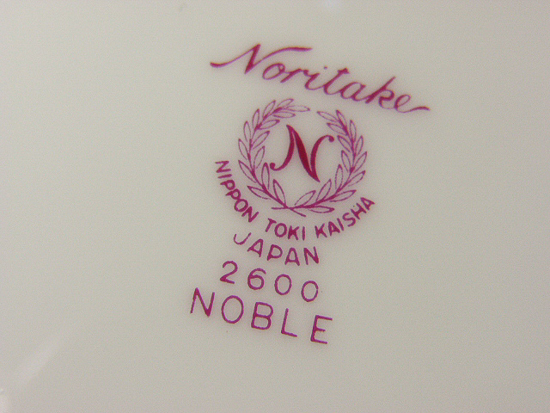 Noritake
N
NIPPON TOKI KAISHA
JAPAN
2600
NOBLE